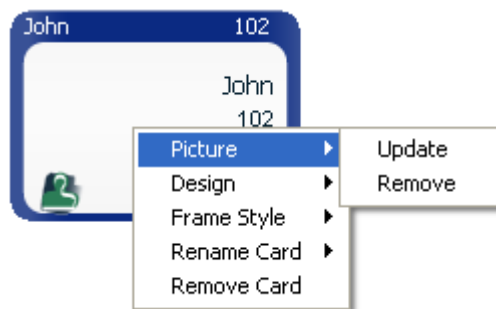 John 102
John
102
Picture Update
Design Remove
Frame Style
Rename Card
Remove Card